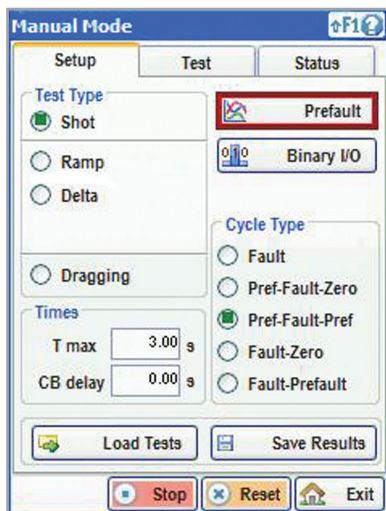 Manual Mode
F1
Setup
Test
Status
Test Type
Shot
Ramp
Delta
Dragging
Prefault
010
Binary I/O
Cycle Type
Fault
Pref-Fault-Zero
Pref-Fault-Pref
Fault-Zero
Fault-Prefault
Times
T max 3.00 s
CB delay 0.00 s
Load Tests
Save Results
Stop
Reset
Exit